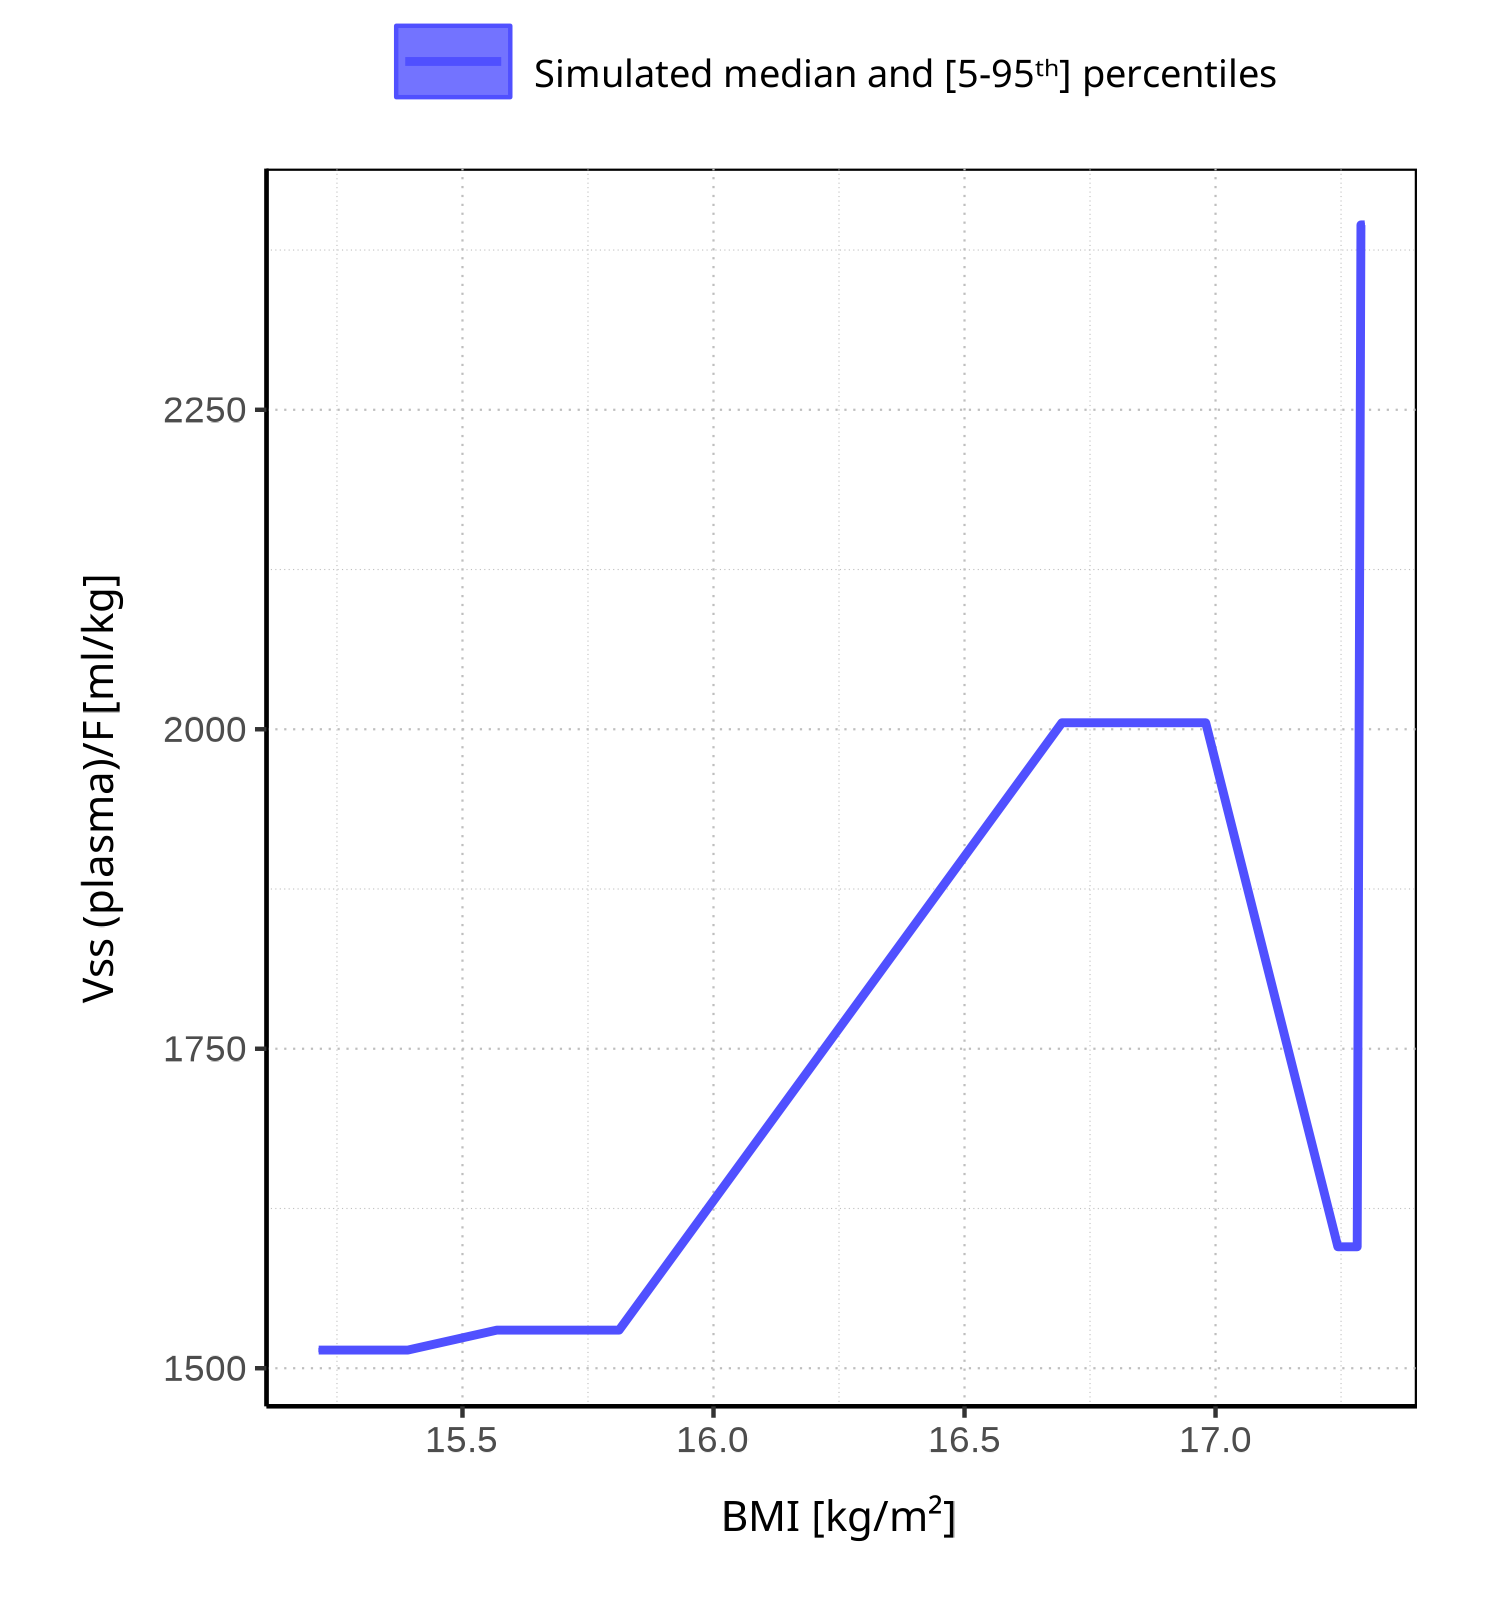 Simulated median and [5-95ᵗʰ] percentiles
2250
2000
1750
1500
Vss (plasma)/F [ml/kg]
15.5 16.0 16.5 17.0
BMI [kg/m²]